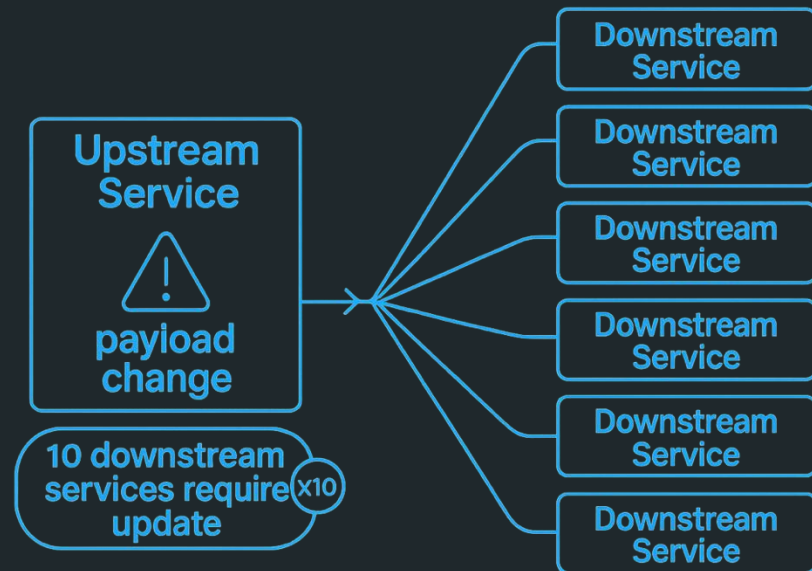 Upstream
Service
payioad
change
10 downstream
services require
update
x10
Downstream
Service
Downstream
Service
Downstream
Service
Downstream
Service
Downstream
Service
Downstream
Service